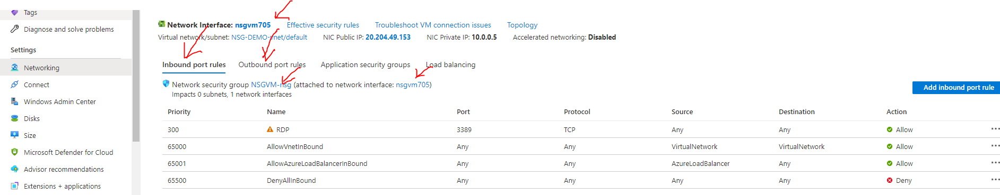 Tags
Diagnose and solve problems
Settings
Networking
Connect
Windows Admin Center
Disks
Size
Microsoft Defender for Cloud
Advisor recommendations
Extensions + applications
Network Interface: nsgvm705 Effective security rules Troubleshoot VM connection issues Topology
Virtual network/subnet: NSG-DEMO-vnet/default NIC Public IP: 20.204.49.153 NIC Private IP: 10.0.0.5 Accelerated networking: Disabled
Inbound port rules Outbound port rules Application security groups Load balancing
Network security group NSGVM-nsg (attached to network interface: nsgvm705)
Impacts 0 subnets, 1 network interfaces
Add inbound port rule
Priority Name Port Protocol Source Destination Action
300 RDP 3389 TCP Any Any Allow
65000 AllowVnetInBound Any Any VirtualNetwork VirtualNetwork Allow
65001 AllowAzureLoadBalancerInBound Any Any AzureLoadBalancer Any Allow
65500 DenyAllInBound Any Any Any Any Deny